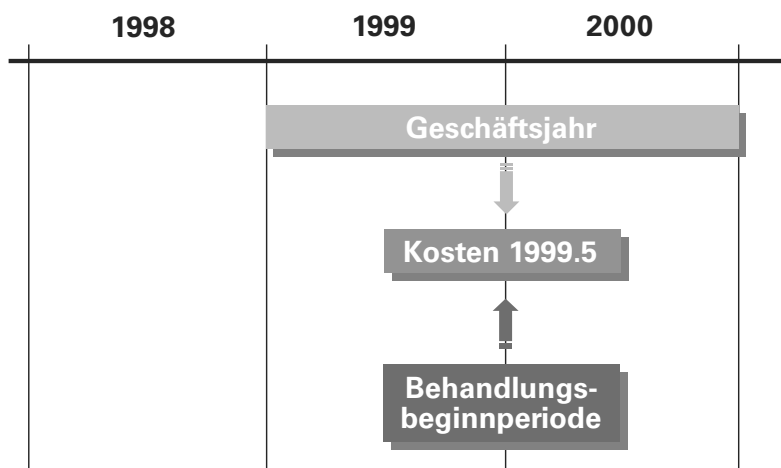 1998 1999 2000
Geschäftsjahr
Kosten 1999.5
Behandlungs-
beginnperiode